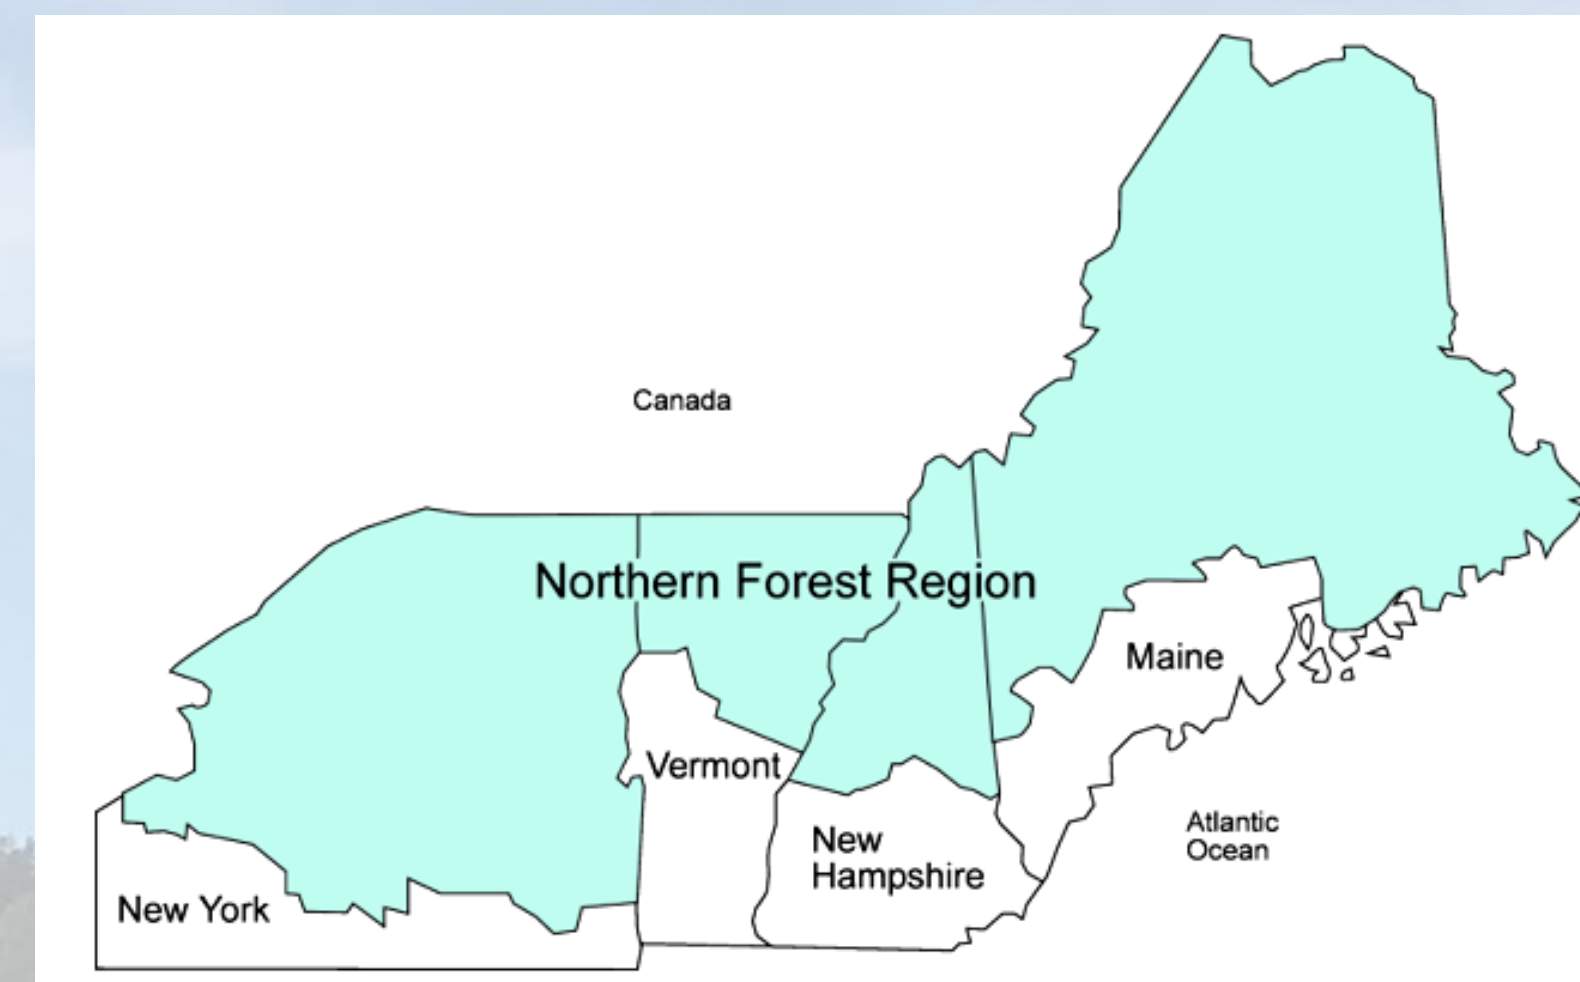 Canada
Northern Forest Region
Maine
Vermont
Atlantic
Ocean
New
Hampshire
New York